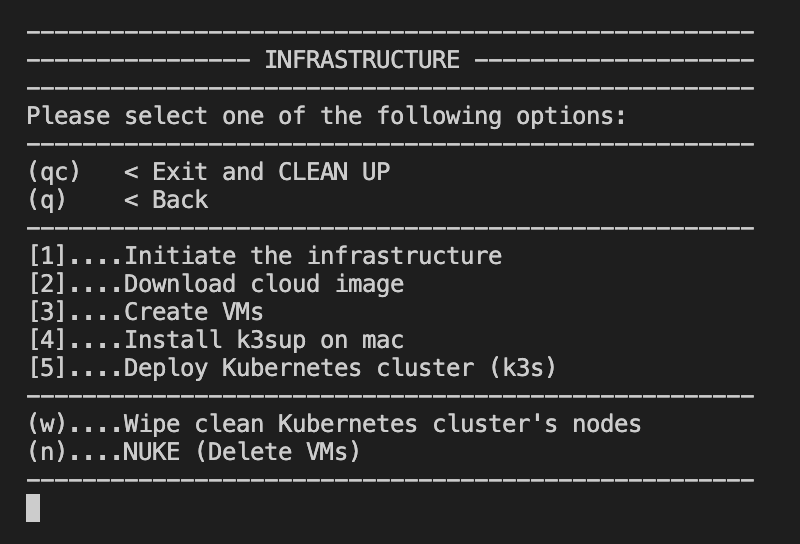 ----------------------------------------------------
---------------- INFRASTRUCTURE --------------------
----------------------------------------------------
Please select one of the following options:
----------------------------------------------------
(qc)   < Exit and CLEAN UP
(q)    < Back
----------------------------------------------------
[1]....Initiate the infrastructure
[2]....Download cloud image
[3]....Create VMs
[4]....Install k3sup on mac
[5]....Deploy Kubernetes cluster (k3s)
----------------------------------------------------
(w)....Wipe clean Kubernetes cluster's nodes
(n)....NUKE (Delete VMs)
----------------------------------------------------